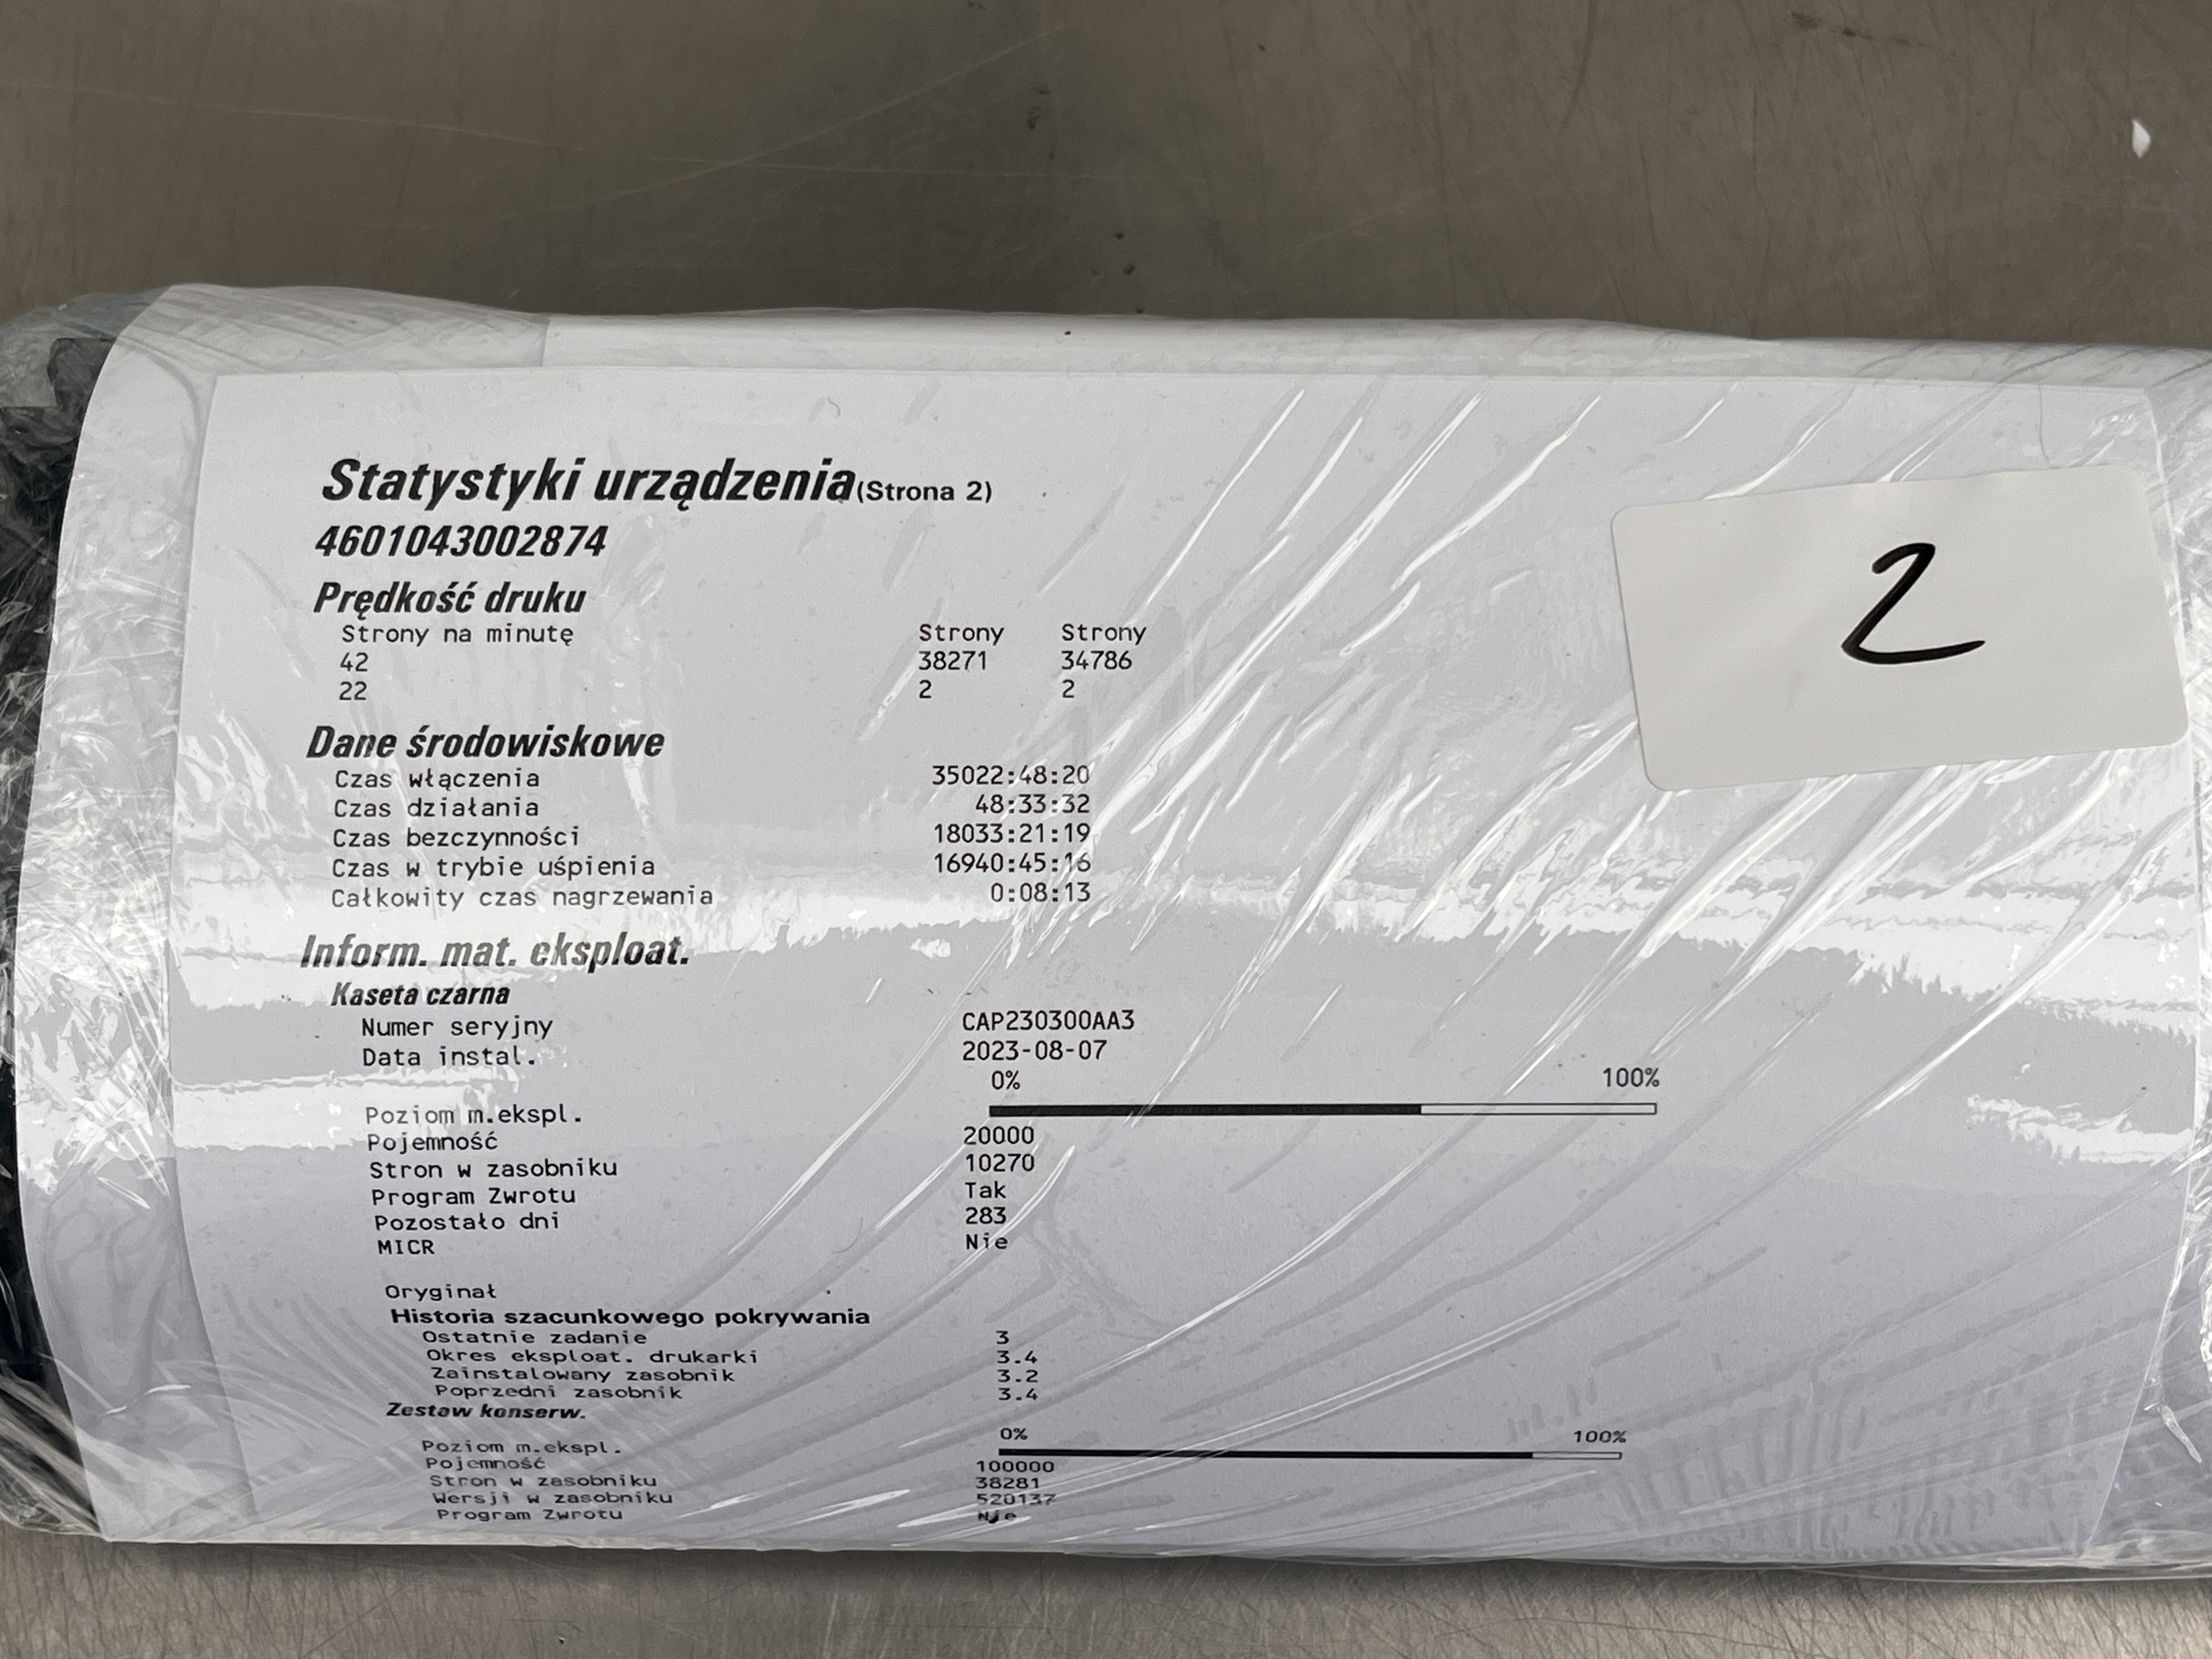 Statystyki urządzenia(Strona 2)
4601043002874
2
Prędkość druku
Strony na minutę Strony Strony
42 38271 34786
22 2 2
Dane środowiskowe
Czas włączenia 35022:48:20
Czas działania 48:33:32
Czas bezczynności 18033:21:19
Czas w trybie uśpienia 16940:45:16
Całkowity czas nagrzewania 0:08:13
Inform. mat. eksploat.
Kaseta czarna
Numer seryjny CAP230300AA3
Data instal. 2023-08-07
0% 100%
Poziom m.ekspl.
Pojemność 20000
Stron w zasobniku 10270
Program Zwrotu Tak
Pozostało dni 283
MICR Nie
Oryginał
Historia szacunkowego pokrywania
Ostatnie zadanie 3
Okres eksploat. drukarki 3.4
Zainstalowany zasobnik 3.2
Poprzedni zasobnik 3.4
Zestaw konserw.
0% 100%
Poziom m.ekspl.
Pojemność 100000
Stron w zasobniku 38281
Wersji w zasobniku 520137
Program Zwrotu Nie